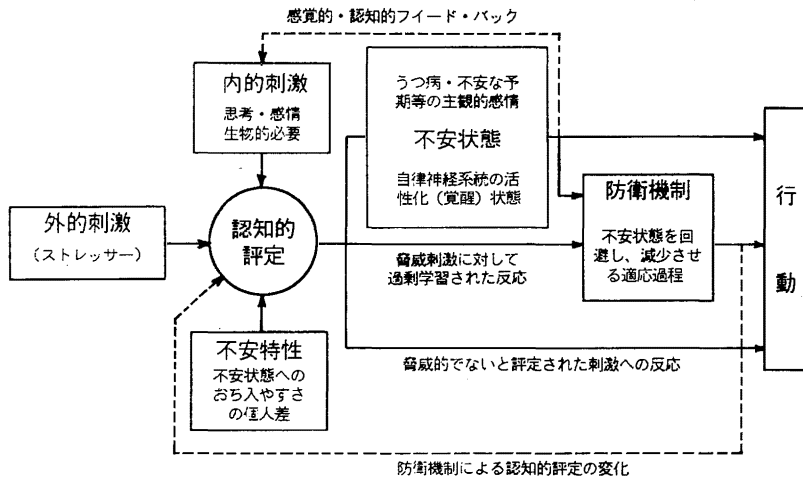 感覚的・認知的フイード・バック
内的刺激
思考・感情
生物的必要
うつ病・不安な予
期等の主観的感情
不安状態
自律神経系統の活
性化（覚醒）状態
外的刺激
（ストレッサー）
認知的
評定
脅威刺激に対して
過剰学習された反応
防衛機制
不安状態を回
避し、減少させ
る適応過程
行
動
不安特性
不安状態への
おち入やすさ
の個人差
脅威的でないと評定された刺激への反応
防衛機制による認知的評定の変化